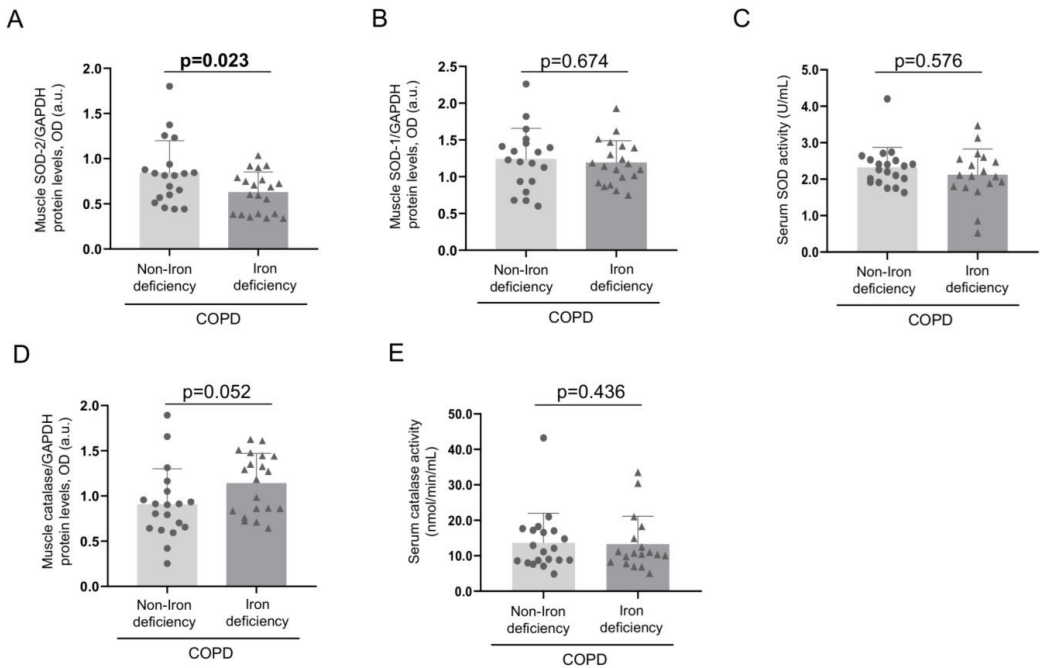 A
Muscle SOD-2/GAPDH
protein levels, OD (a.u.)
p=0.023
2.0
1.5
1.0
0.5
0.0
Non-Iron
deficiency
Iron
deficiency
COPD
B
Muscle SOD-1/GAPDH
protein levels, OD (a.u.)
p=0.674
2.5
2.0
1.5
1.0
0.5
0.0
Non-Iron
deficiency
Iron
deficiency
COPD
C
Serum SOD activity (U/mL)
p=0.576
5.0
4.0
3.0
2.0
1.0
0.0
Non-Iron
deficiency
Iron
deficiency
COPD
D
Muscle catalase/GAPDH
protein levels, OD (a.u.)
p=0.052
2.0
1.5
1.0
0.5
0.0
Non-Iron
deficiency
Iron
deficiency
COPD
E
Serum catalase activity
(nmol/min/mL)
p=0.436
50.0
40.0
30.0
20.0
10.0
0.0
Non-Iron
deficiency
Iron
deficiency
COPD